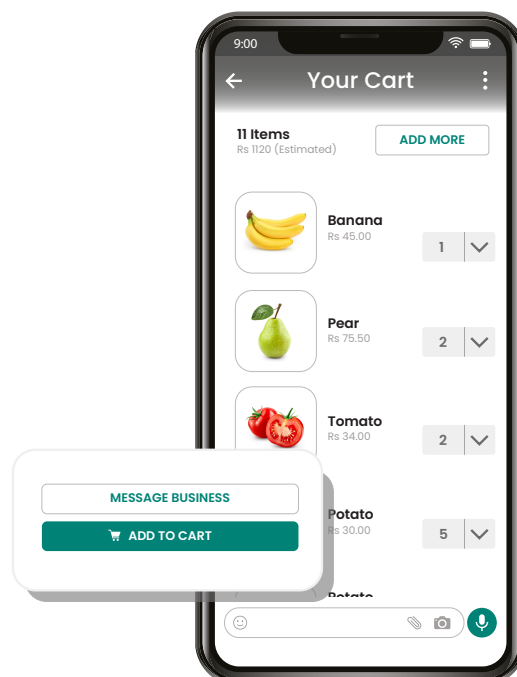 9:00
Your Cart
11 Items
Rs 1120 (Estimated)
ADD MORE
Banana
Rs 45.00
1
Pear
Rs 75.50
2
Tomato
Rs 34.00
2
MESSAGE BUSINESS
ADD TO CART
Potato
Rs 30.00
5
Potato